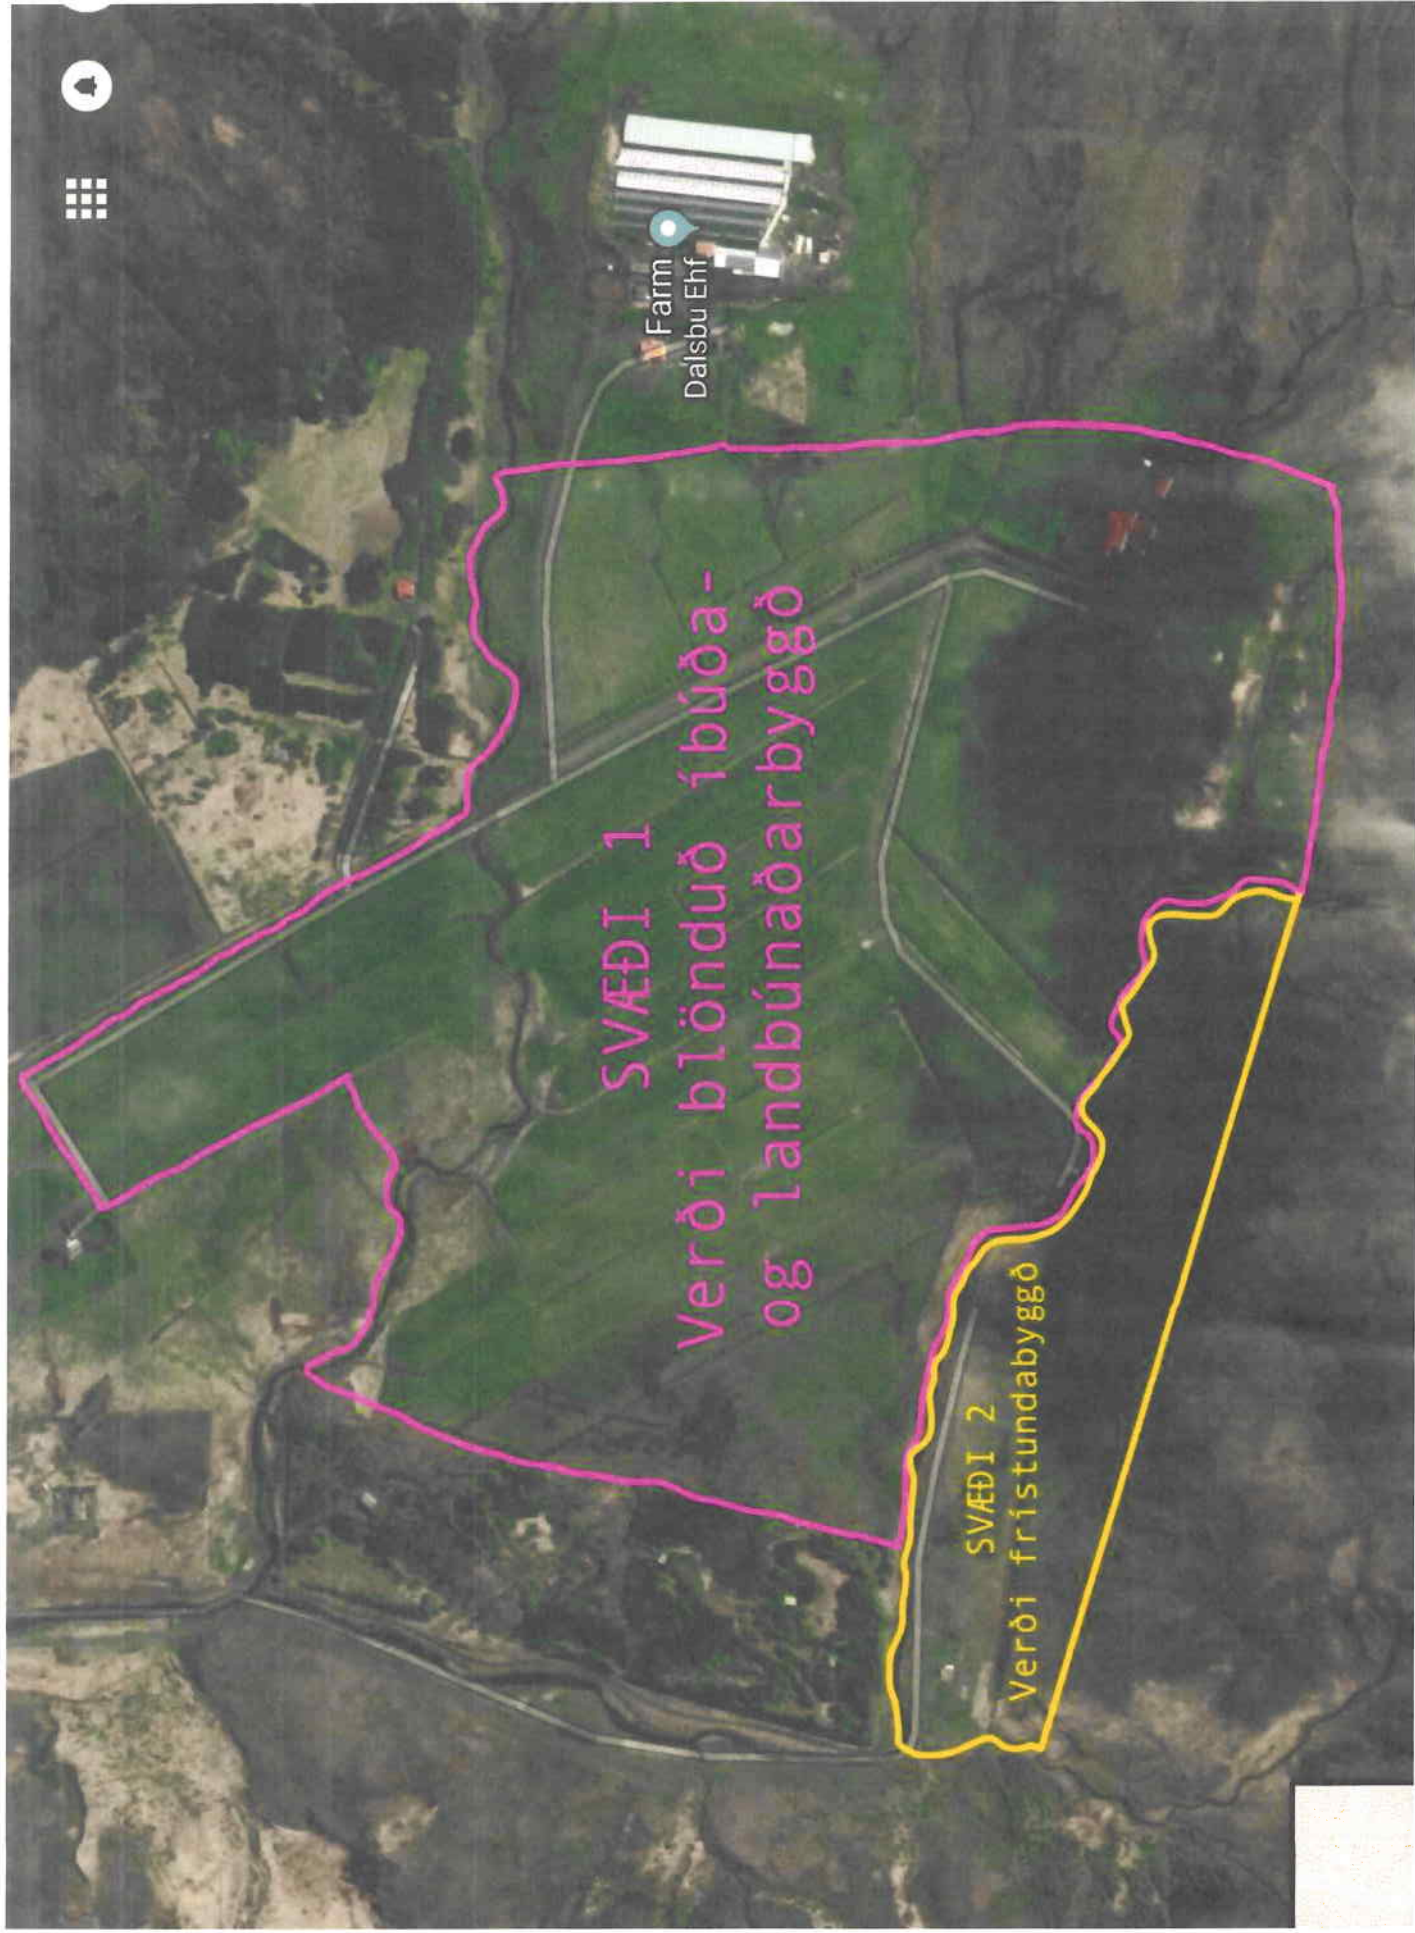 Farm
Dalsbu Ehf
SVÆÐI 1
Verði blönduð íbúða-
og landbúnaðarbyggð
SVÆÐI 2
Verði frístundabyggð